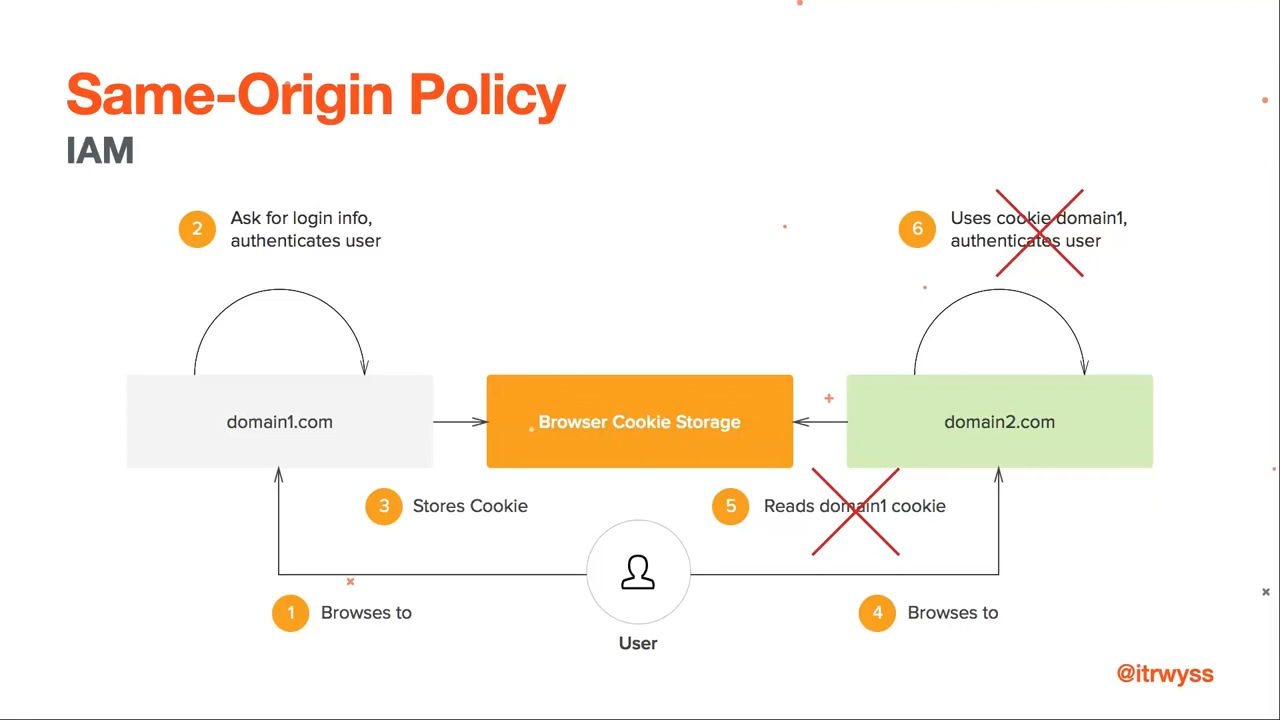 Same-Origin Policy
IAM
2
Ask for login info,
authenticates user
6
Uses cookie domain1,
authenticates user
domain1.com
Browser Cookie Storage
domain2.com
3
Stores Cookie
5
Reads domain1 cookie
1
Browses to
4
Browses to
User
@itrwyss